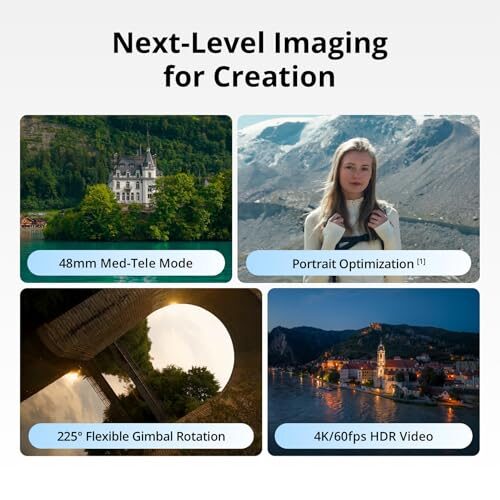 Next-Level Imaging
for Creation
48mm Med-Tele Mode
Portrait Optimization [1]
225° Flexible Gimbal Rotation
4K/60fps HDR Video